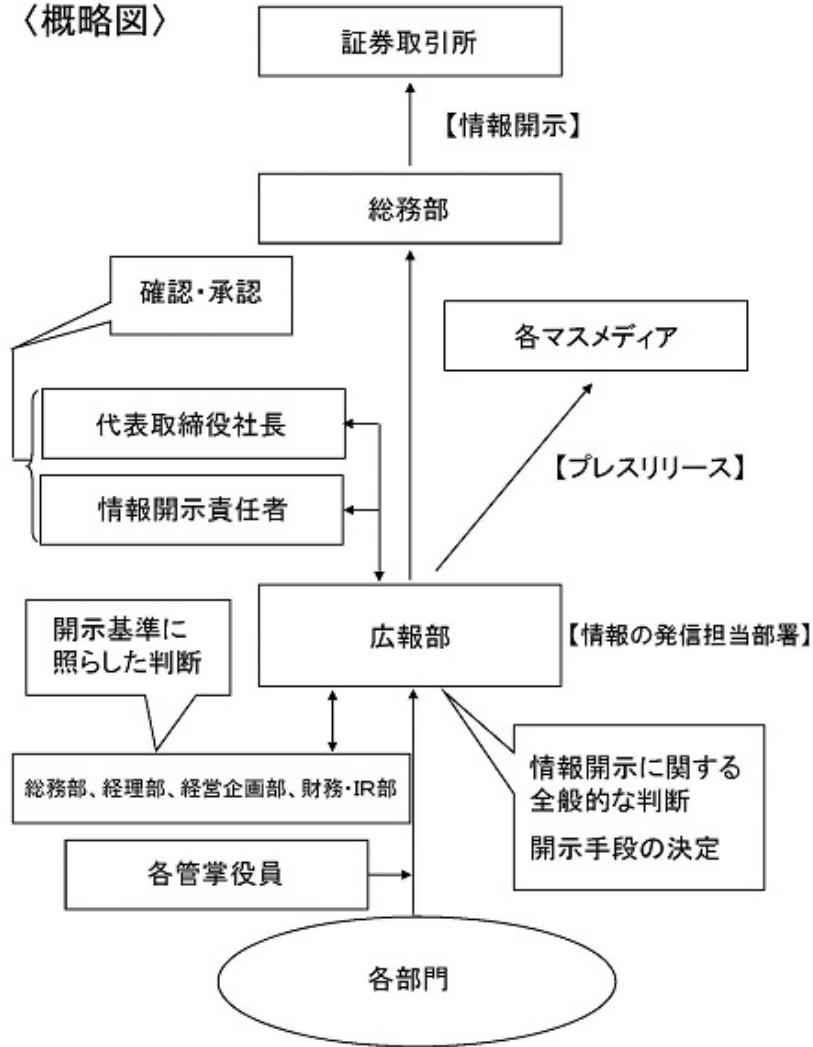 〈概略図〉
証券取引所
【情報開示】
総務部
確認・承認
各マスメディア
代表取締役社長
【プレスリリース】
情報開示責任者
開示基準に
照らした判断
広報部
【情報の発信担当部署】
総務部、経理部、経営企画部、財務・IR部
情報開示に関する
全般的な判断
開示手段の決定
各管掌役員
各部門